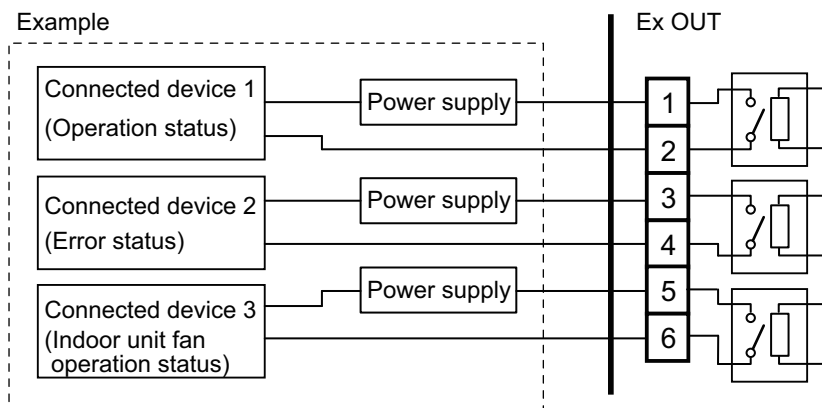 Example
Ex OUT
Connected device 1
(Operation status)
Power supply
1
2
Connected device 2
(Error status)
Power supply
3
4
Connected device 3
(Indoor unit fan
operation status)
Power supply
5
6